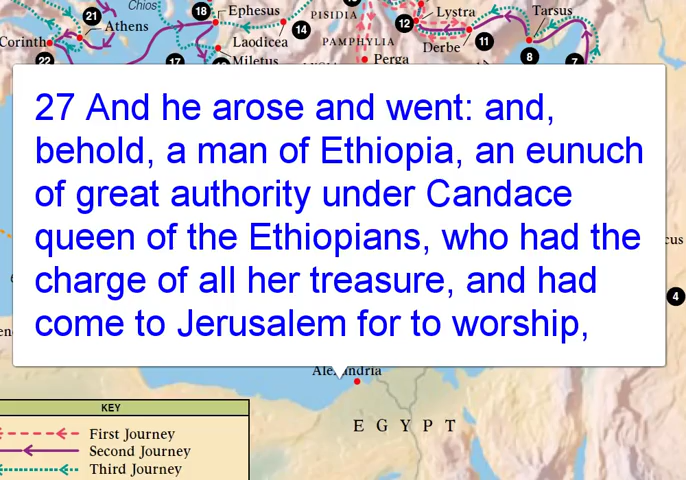 Chios
18 Ephesus
PISIDIA
Lystra
Tarsus
21 Athens
14
12
Corinth
Laodicea
PAMPHYLIA
Derbe
11
22
17
Miletus
Perga
8
7
27 And he arose and went: and,
behold, a man of Ethiopia, an eunuch
of great authority under Candace
queen of the Ethiopians, who had the
charge of all her treasure, and had
come to Jerusalem for to worship,
4
Alexandria
EGYPT
KEY
First Journey
Second Journey
Third Journey